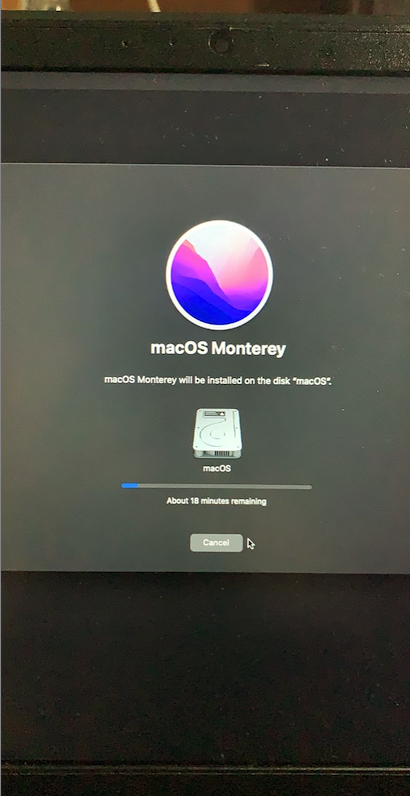 macOS Monterey
macOS Monterey will be installed on the disk “macOS”.
macOS
About 18 minutes remaining
Cancel